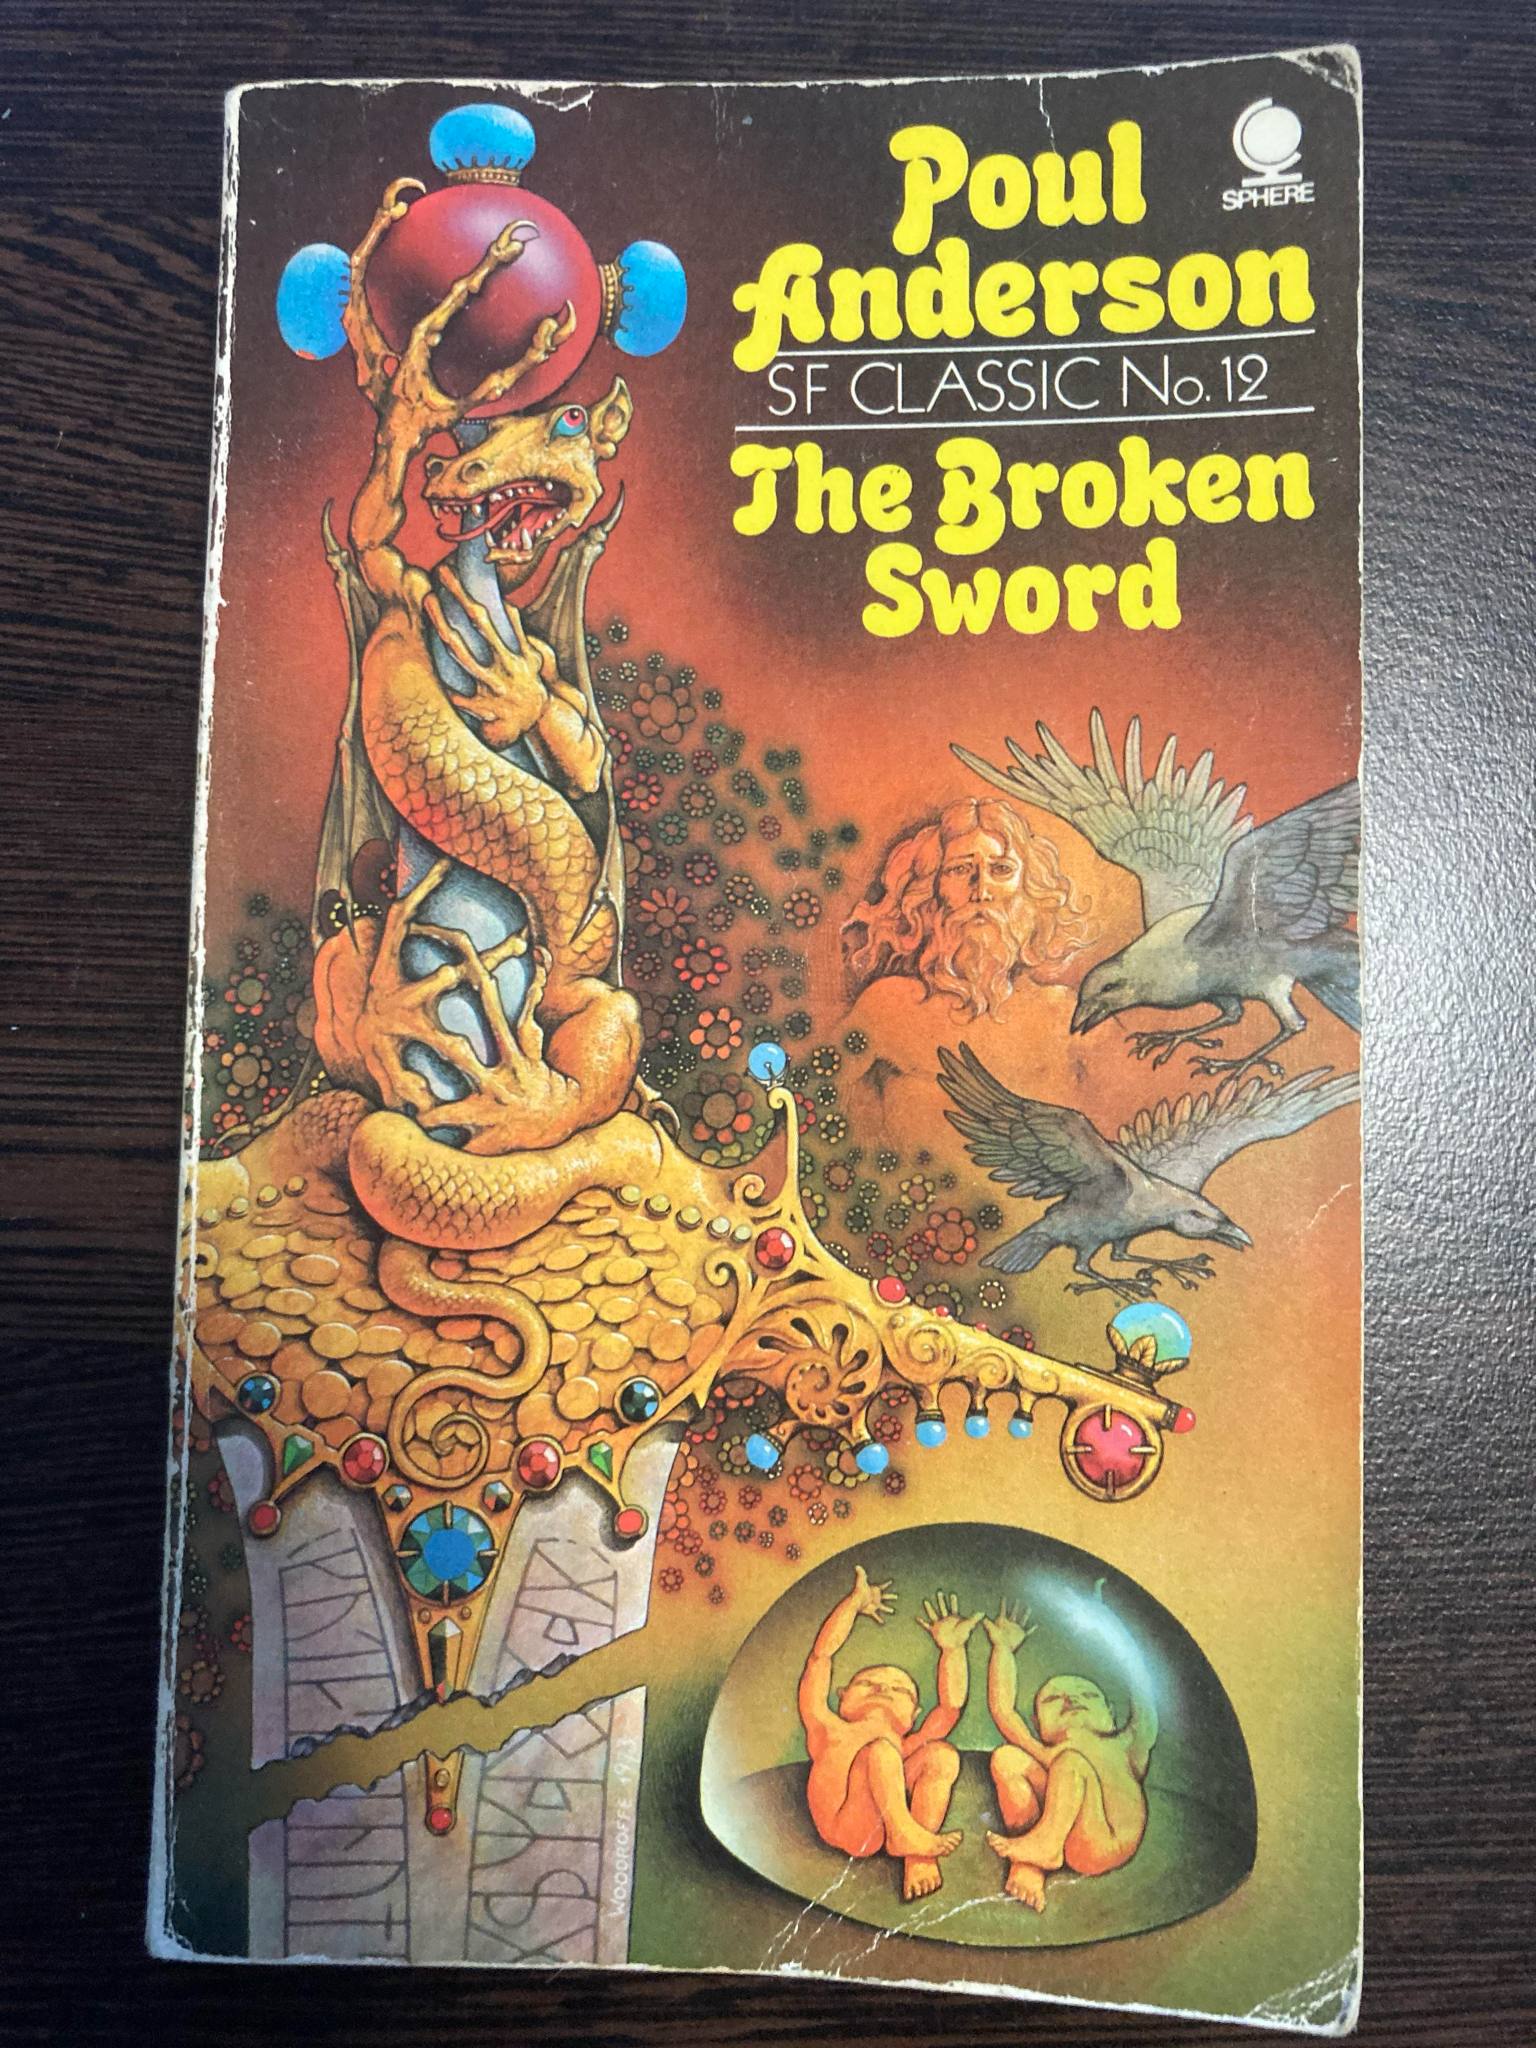 Poul
Anderson
SPHERE
SF CLASSIC No. 12
The Broken
Sword
WOODROFFE 1973